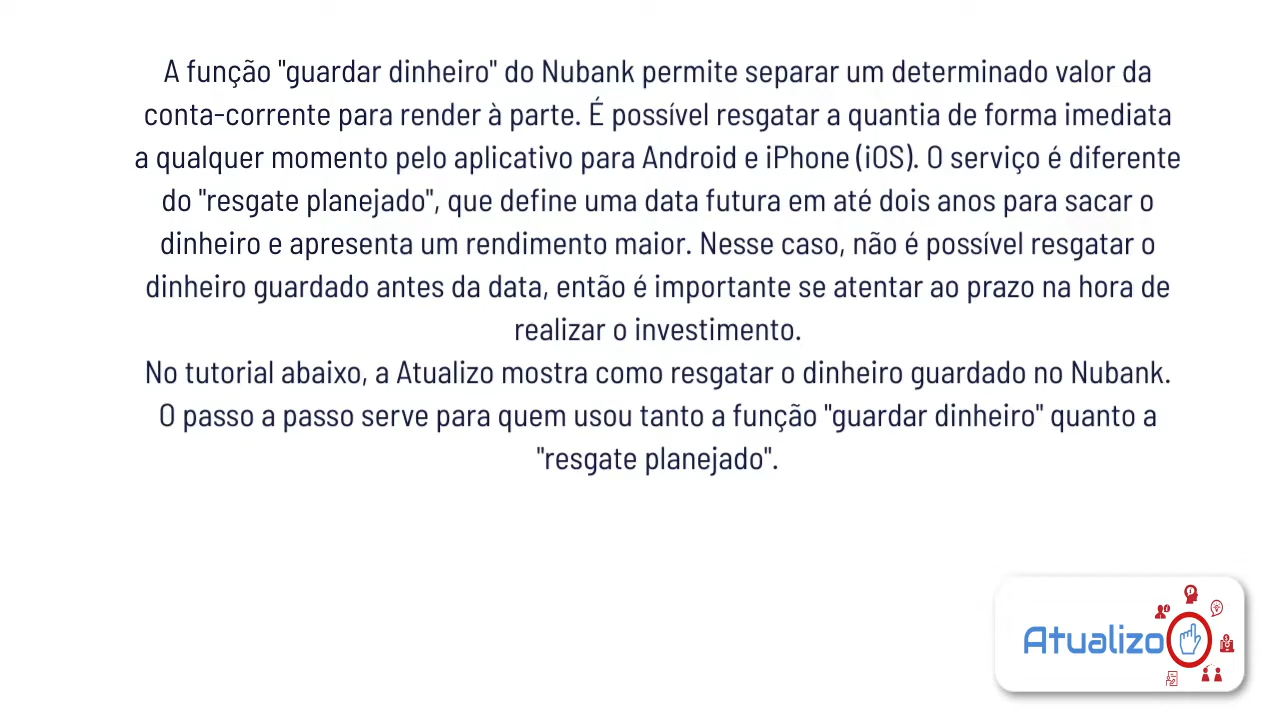 A função "guardar dinheiro" do Nubank permite separar um determinado valor da
conta-corrente para render à parte. É possível resgatar a quantia de forma imediata
a qualquer momento pelo aplicativo para Android e iPhone (iOS). O serviço é diferente
do "resgate planejado", que define uma data futura em até dois anos para sacar o
dinheiro e apresenta um rendimento maior. Nesse caso, não é possível resgatar o
dinheiro guardado antes da data, então é importante se atentar ao prazo na hora de
realizar o investimento.
No tutorial abaixo, a Atualizo mostra como resgatar o dinheiro guardado no Nubank.
O passo a passo serve para quem usou tanto a função "guardar dinheiro" quanto a
"resgate planejado".
Atualizo